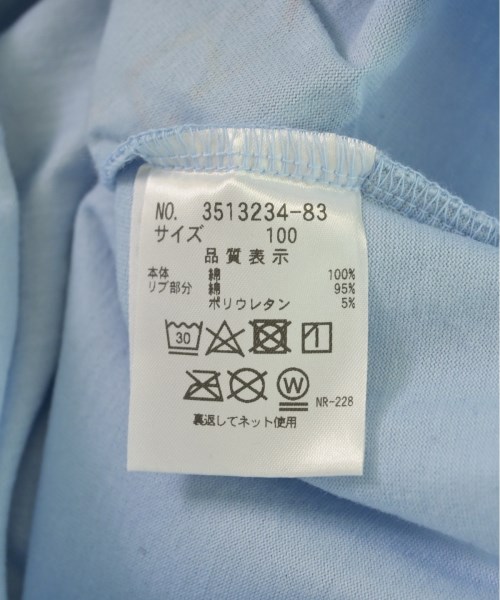 NO. 3513234-83
サイズ 100
品質表示
本体 綿 100%
リブ部分 綿 95%
ポリウレタン 5%
30
W
NR-228
裏返してネット使用